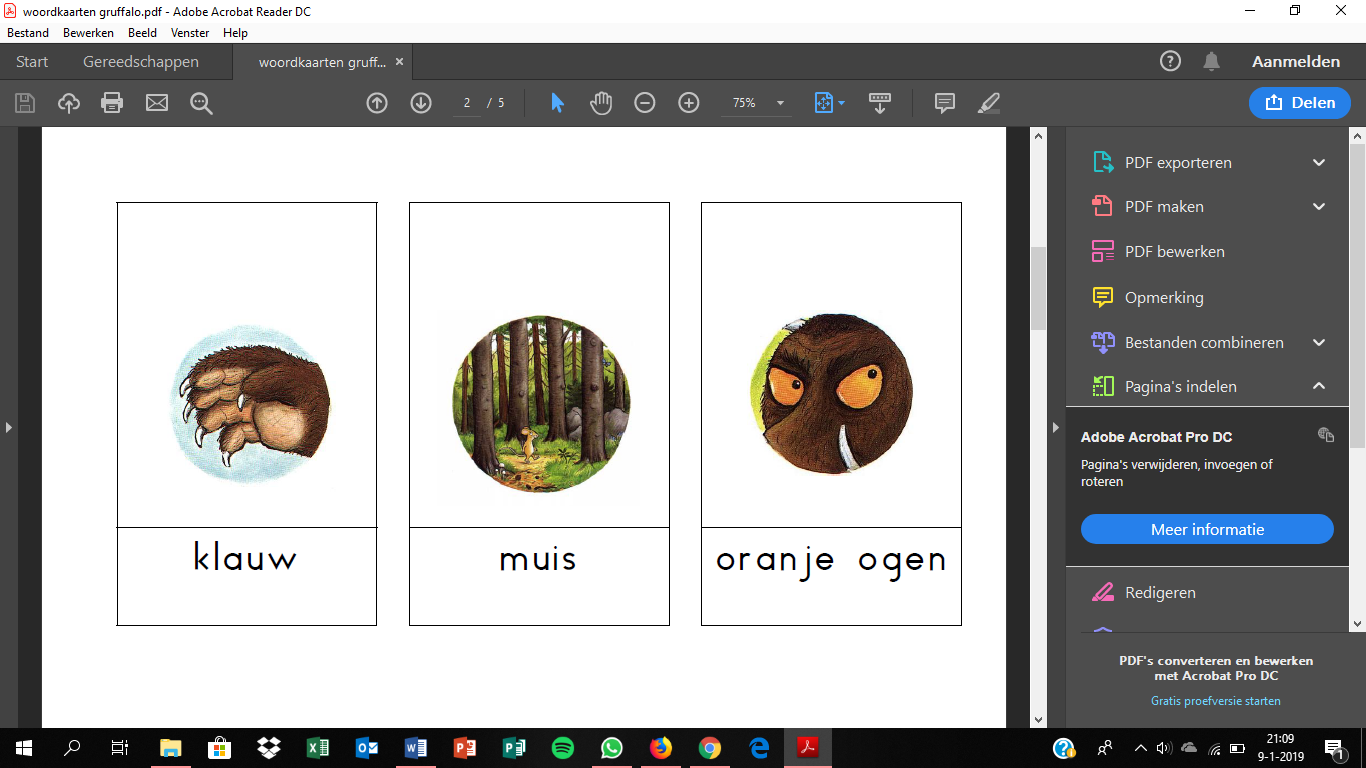 woordkaarten gruffalo.pdf - Adobe Acrobat Reader DC
Bestand Bewerken Beeld Venster Help
Start Gereedschappen woordkaarten gruff... × Aanmelden
2 / 5 75% Delen
klauw
muis
oranje ogen
PDF exporteren
PDF maken
PDF bewerken
Opmerking
Bestanden combineren
Pagina's indelen
Adobe Acrobat Pro DC
Pagina's verwijderen, invoegen of
roteren
Meer informatie
Redigeren
PDF's converteren en bewerken
met Acrobat Pro DC
Gratis proefversie starten
21:09
9-1-2019
1